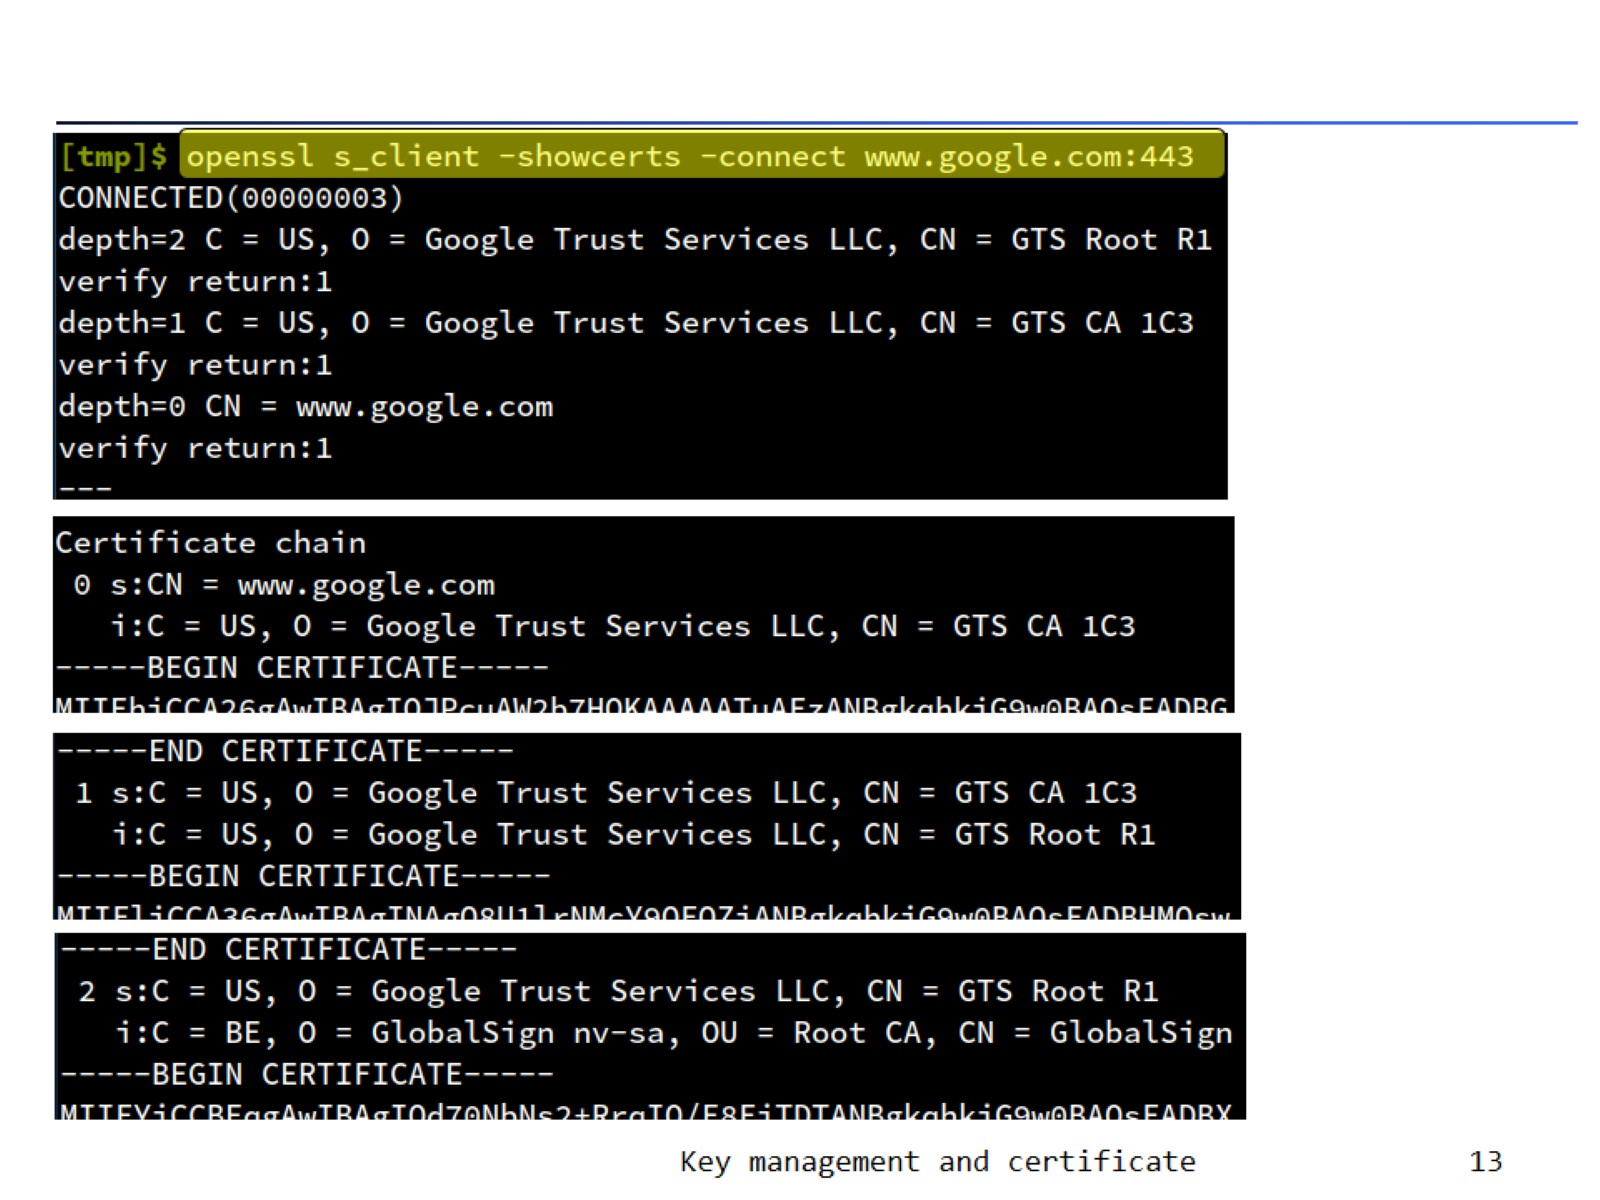 [tmp]$ openssl s_client -showcerts -connect www.google.com:443
CONNECTED(00000003)
depth=2 C = US, O = Google Trust Services LLC, CN = GTS Root R1
verify return:1
depth=1 C = US, O = Google Trust Services LLC, CN = GTS CA 1C3
verify return:1
depth=0 CN = www.google.com
verify return:1
---
Certificate chain
0 s:CN = www.google.com
i:C = US, O = Google Trust Services LLC, CN = GTS CA 1C3
-----BEGIN CERTIFICATE-----
-----END CERTIFICATE-----
1 s:C = US, O = Google Trust Services LLC, CN = GTS CA 1C3
i:C = US, O = Google Trust Services LLC, CN = GTS Root R1
-----BEGIN CERTIFICATE-----
-----END CERTIFICATE-----
2 s:C = US, O = Google Trust Services LLC, CN = GTS Root R1
i:C = BE, O = GlobalSign nv-sa, OU = Root CA, CN = GlobalSign
-----BEGIN CERTIFICATE-----
Key management and certificate
13